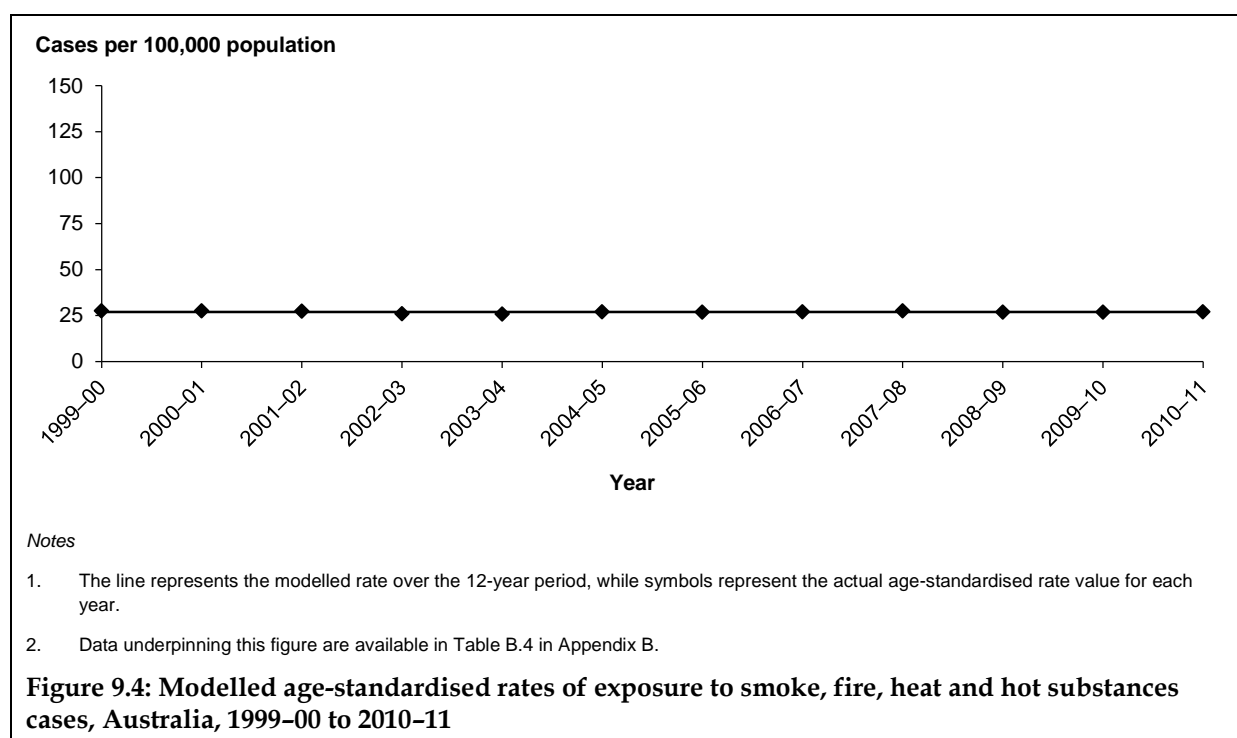 Cases per 100,000 population
150
125
100
75
50
25
0
1999–00
2000–01
2001–02
2002–03
2003–04
2004–05
2005–06
2006–07
2007–08
2008–09
2009–10
2010–11
Year
Notes
1. The line represents the modelled rate over the 12-year period, while symbols represent the actual age-standardised rate value for each
year.
2. Data underpinning this figure are available in Table B.4 in Appendix B.
Figure 9.4: Modelled age-standardised rates of exposure to smoke, fire, heat and hot substances
cases, Australia, 1999–00 to 2010–11